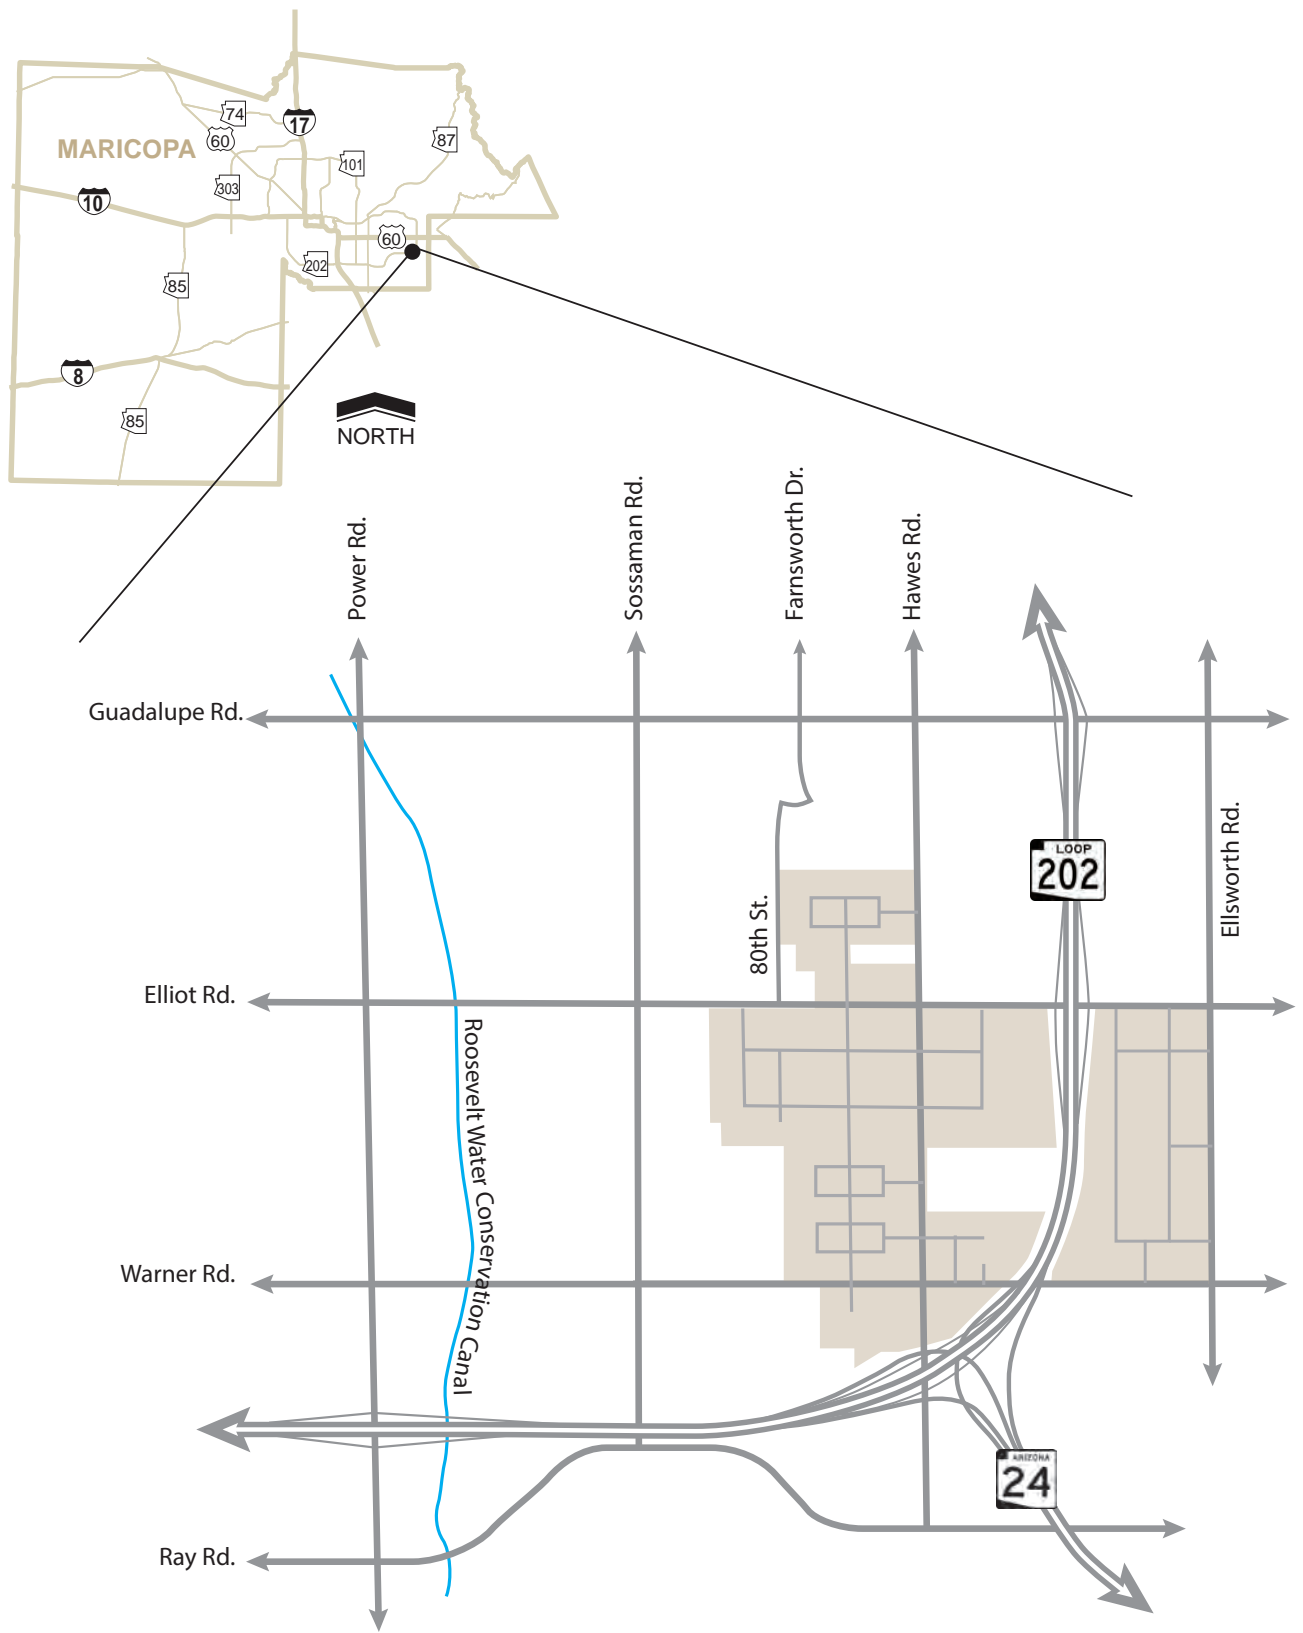 74
17
60
87
MARICOPA
101
303
10
60
202
85
8
85
NORTH
Power Rd.
Sossaman Rd.
Farnsworth Dr.
Hawes Rd.
Guadalupe Rd.
LOOP
202
Ellsworth Rd.
80th St.
Elliot Rd.
Roosevelt Water Conservation Canal
Warner Rd.
ARIZONA
24
Ray Rd.